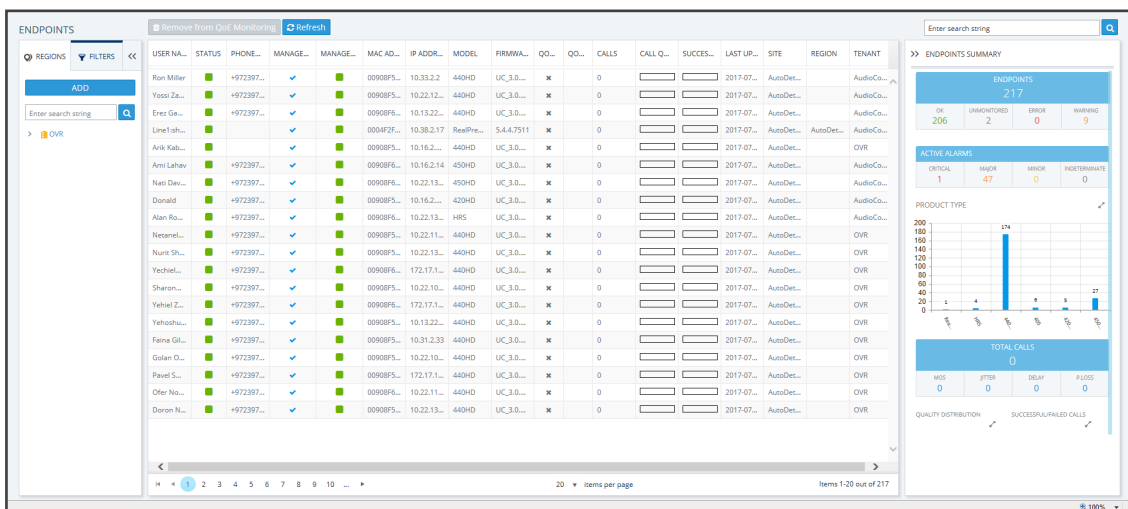 ENDPOINTS
Remove from QoE Monitoring Refresh
Enter search string
REGIONS FILTERS <<
ADD
Enter search string
> OVR
USER NA... STATUS PHONE... MANAGE... MANAGE... MAC AD... IP ADDR... MODEL FIRMWA... QO... QO... CALLS CALL Q... SUCCES... LAST UP... SITE REGION TENANT
Ron Miller +972397... 00908F5... 10.33.2.2 440HD UC_3.0.... 0 2017-07... AutoDet... AudioCo...
Yossi Za... +972397... 00908F5... 10.22.12... 440HD UC_3.0.... 0 2017-07... AutoDet... AudioCo...
Erez Ga... +972397... 00908F6... 10.13.22... 440HD UC_3.0.... 0 2017-07... AutoDet... AudioCo...
Line1:sh... 0004F2F... 10.38.2.17 RealPre... 5.4.4.7511 0 2017-07... AutoDet... AutoDet... AudioCo...
Arik Kab... 00908F5... 10.16.2.... 440HD UC_3.0.... 0 2017-07... AutoDet... OVR
Ami Lahav +972397... 00908F6... 10.16.2.14 450HD UC_3.0.... 0 2017-07... AutoDet... AudioCo...
Nati Dav... +972397... 00908F5... 10.22.13... 450HD UC_3.0.... 0 2017-07... AutoDet... AudioCo...
Donald +972397... 00908F5... 10.16.2.... 420HD UC_3.0.... 0 2017-07... AutoDet... AudioCo...
Alan Ro... +972397... 00908F6... 10.22.13... HRS UC_3.0.... 0 2017-07... AutoDet... AudioCo...
Netanel... +972397... 00908F5... 10.22.11... 440HD UC_3.0.... 0 2017-07... AutoDet... OVR
Nurit Sh... +972397... 00908F5... 10.22.13... 440HD UC_3.0.... 0 2017-07... AutoDet... OVR
Yechiel... +972397... 00908F6... 172.17.1... 440HD UC_3.0.... 0 2017-07... AutoDet... OVR
Sharon... +972397... 00908F5... 10.22.10... 440HD UC_3.0.... 0 2017-07... AutoDet... OVR
Yehiel Z... +972397... 00908F6... 172.17.1... 440HD UC_3.0.... 0 2017-07... AutoDet... OVR
Yehoshu... +972397... 00908F5... 10.13.22... 440HD UC_3.0.... 0 2017-07... AutoDet... OVR
Faina Gil... +972397... 00908F5... 10.31.2.33 440HD UC_3.0.... 0 2017-07... AutoDet... OVR
Golan O... +972397... 00908F5... 10.22.10... 440HD UC_3.0.... 0 2017-07... AutoDet... OVR
Pavel S... +972397... 00908F5... 172.17.1... 440HD UC_3.0.... 0 2017-07... AutoDet... OVR
Ofer No... +972397... 00908F6... 10.22.11... 440HD UC_3.0.... 0 2017-07... AutoDet... OVR
Doron N... +972397... 00908F5... 10.22.13... 440HD UC_3.0.... 0 2017-07... AutoDet... OVR
1 2 3 4 5 6 7 8 9 10 ... 20 items per page Items 1-20 out of 217
>> ENDPOINTS SUMMARY
ENDPOINTS
217
OK UNMONITORED ERROR WARNING
206 2 0 9
ACTIVE ALARMS
CRITICAL MAJOR MINOR INDETERMINATE
1 47 0 0
PRODUCT TYPE
200
180
160
140
120
100
80
60
40
20
0
1 4 174 6 5 27
Rea... HRS 440... 405 420... 450...
TOTAL CALLS
0
MOS JITTER DELAY P.LOSS
0 0 0 0
QUALITY DISTRIBUTION SUCCESSFUL/FAILED CALLS
100%